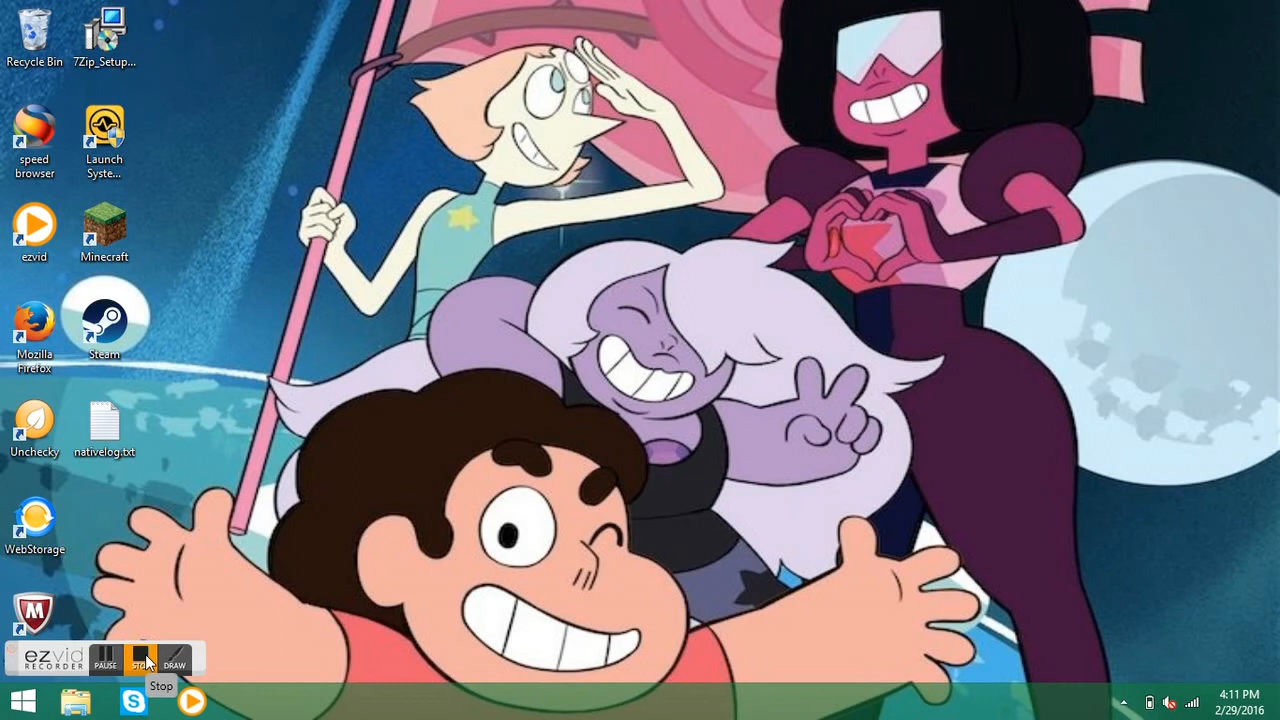 Recycle Bin
7Zip_Setup...
speed
browser
Launch
Syste...
ezvid
Minecraft
Mozilla
Firefox
Steam
Unchecky
nativelog.txt
WebStorage
ezvid
RECORDER
PAUSE
STOP
DRAW
Stop
4:11 PM
2/29/2016